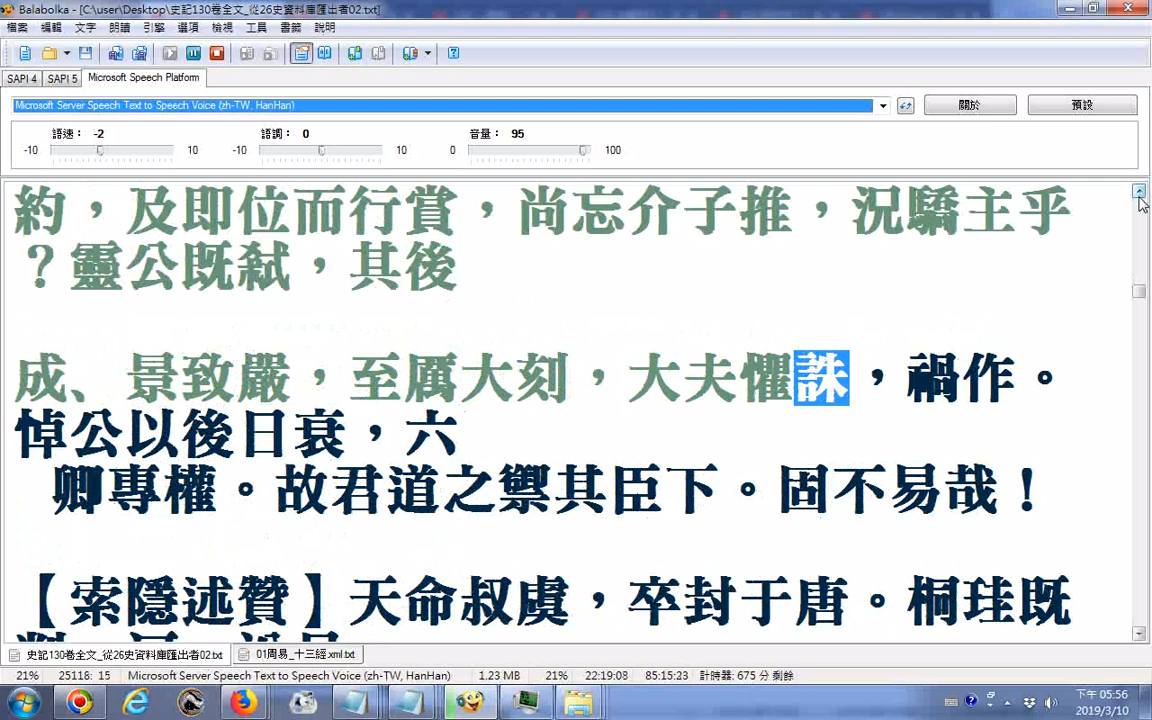 Balabolka - [C:\user\Desktop\史記130卷全文_從26史資料庫匯出者02.txt]
檔案 編輯 文字 朗讀 引擎 選項 檢視 工具 書籤 說明
SAPI 4 SAPI 5 Microsoft Speech Platform
Microsoft Server Speech Text to Speech Voice (zh-TW, HanHan) 關於 預設
語速： -2 語調： 0 音量： 95
-10 10 -10 10 0 100
約，及即位而行賞，尚忘介子推，況驕主乎
？靈公既弒，其後
成、景致嚴，至厲大刻，大夫懼誅，禍作。
悼公以後日衰，六
卿專權。故君道之禦其臣下。固不易哉！
【索隱述贊】天命叔虞，卒封于唐。桐珪既
史記130卷全文_從26史資料庫匯出者02.txt 01周易_十三經.xml.txt
21% 25118: 15 Microsoft Server Speech Text to Speech Voice (zh-TW, HanHan) 1.23 MB 21% 22:19:08 85:15:23 計時器: 675 分 剩餘
下午 05:56
2019/3/10